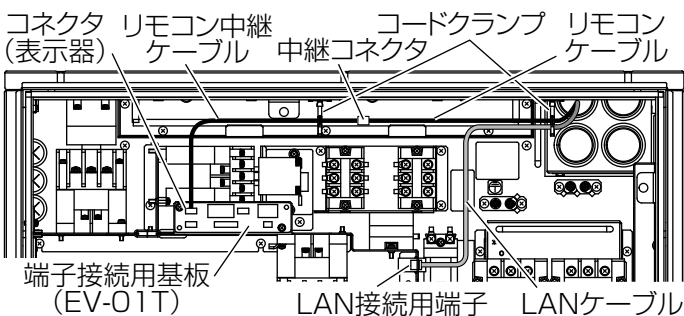 コネクタ
(表示器)
リモコン中継
ケーブル
中継コネクタ
コードクランプ
リモコン
ケーブル
端子接続用基板
(EV-01T)
LAN接続用端子
LANケーブル